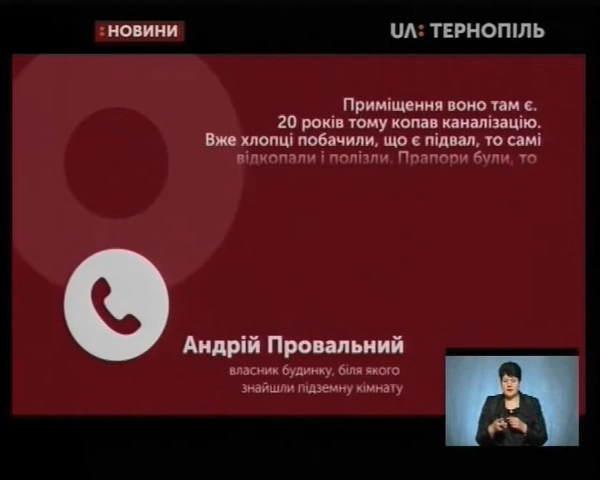 :НОВИНИ
UA: ТЕРНОПІЛЬ
Приміщення воно там є.
20 років тому копав каналізацію.
Вже хлопці побачили, що є підвал, то самі
відкопали і полізли. Прапори були, то
Андрій Провальний
власник будинку, біля якого
знайшли підземну кімнату